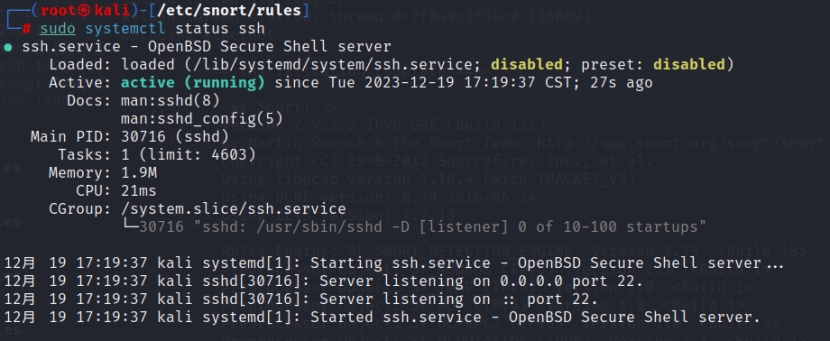 ┌──(root㉿kali)-[/etc/snort/rules]
└─# sudo systemctl status ssh
● ssh.service - OpenBSD Secure Shell server
     Loaded: loaded (/lib/systemd/system/ssh.service; disabled; preset: disabled)
     Active: active (running) since Tue 2023-12-19 17:19:37 CST; 27s ago
       Docs: man:sshd(8)
             man:sshd_config(5)
   Main PID: 30716 (sshd)
      Tasks: 1 (limit: 4603)
     Memory: 1.9M
        CPU: 21ms
     CGroup: /system.slice/ssh.service
             └─30716 "sshd: /usr/sbin/sshd -D [listener] 0 of 10-100 startups"

12月 19 17:19:37 kali systemd[1]: Starting ssh.service - OpenBSD Secure Shell server...
12月 19 17:19:37 kali sshd[30716]: Server listening on 0.0.0.0 port 22.
12月 19 17:19:37 kali sshd[30716]: Server listening on :: port 22.
12月 19 17:19:37 kali systemd[1]: Started ssh.service - OpenBSD Secure Shell server.